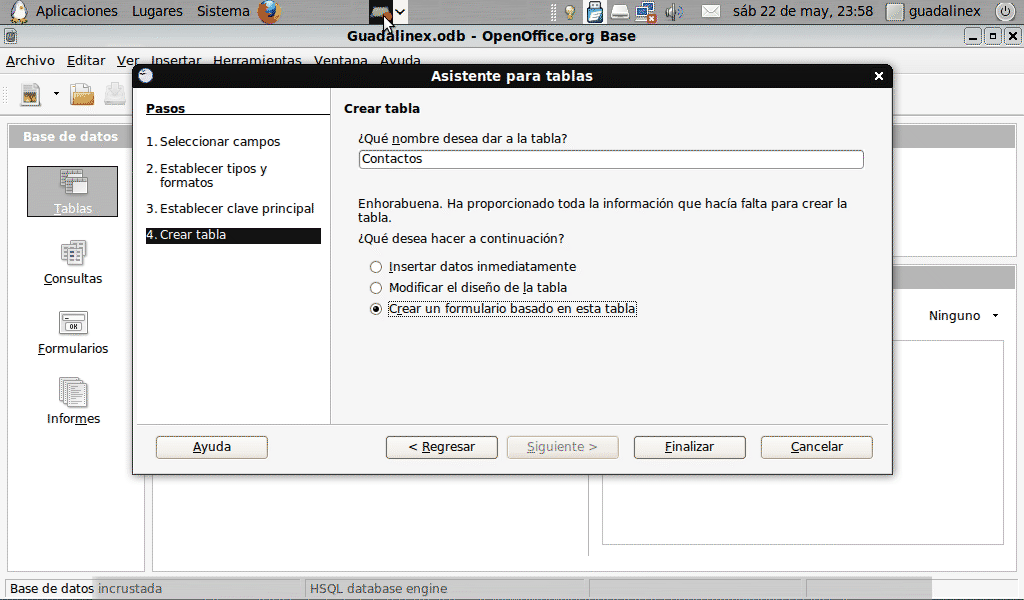 Aplicaciones Lugares Sistema sáb 22 de may, 23:58 guadalinex
Guadalinex.odb - OpenOffice.org Base
Archivo Editar Ver Insertar Herramientas Ventana Ayuda
Asistente para tablas
Base de datos
Tablas
Consultas
Formularios
Informes
Pasos
1. Seleccionar campos
2. Establecer tipos y
formatos
3. Establecer clave principal
4. Crear tabla
Crear tabla
¿Qué nombre desea dar a la tabla?
Contactos
Enhorabuena. Ha proporcionado toda la información que hacía falta para crear la
tabla.
¿Qué desea hacer a continuación?
Insertar datos inmediatamente
Modificar el diseño de la tabla
Crear un formulario basado en esta tabla
Ninguno
Ayuda < Regresar Siguiente > Finalizar Cancelar
Base de datos incrustada HSQL database engine